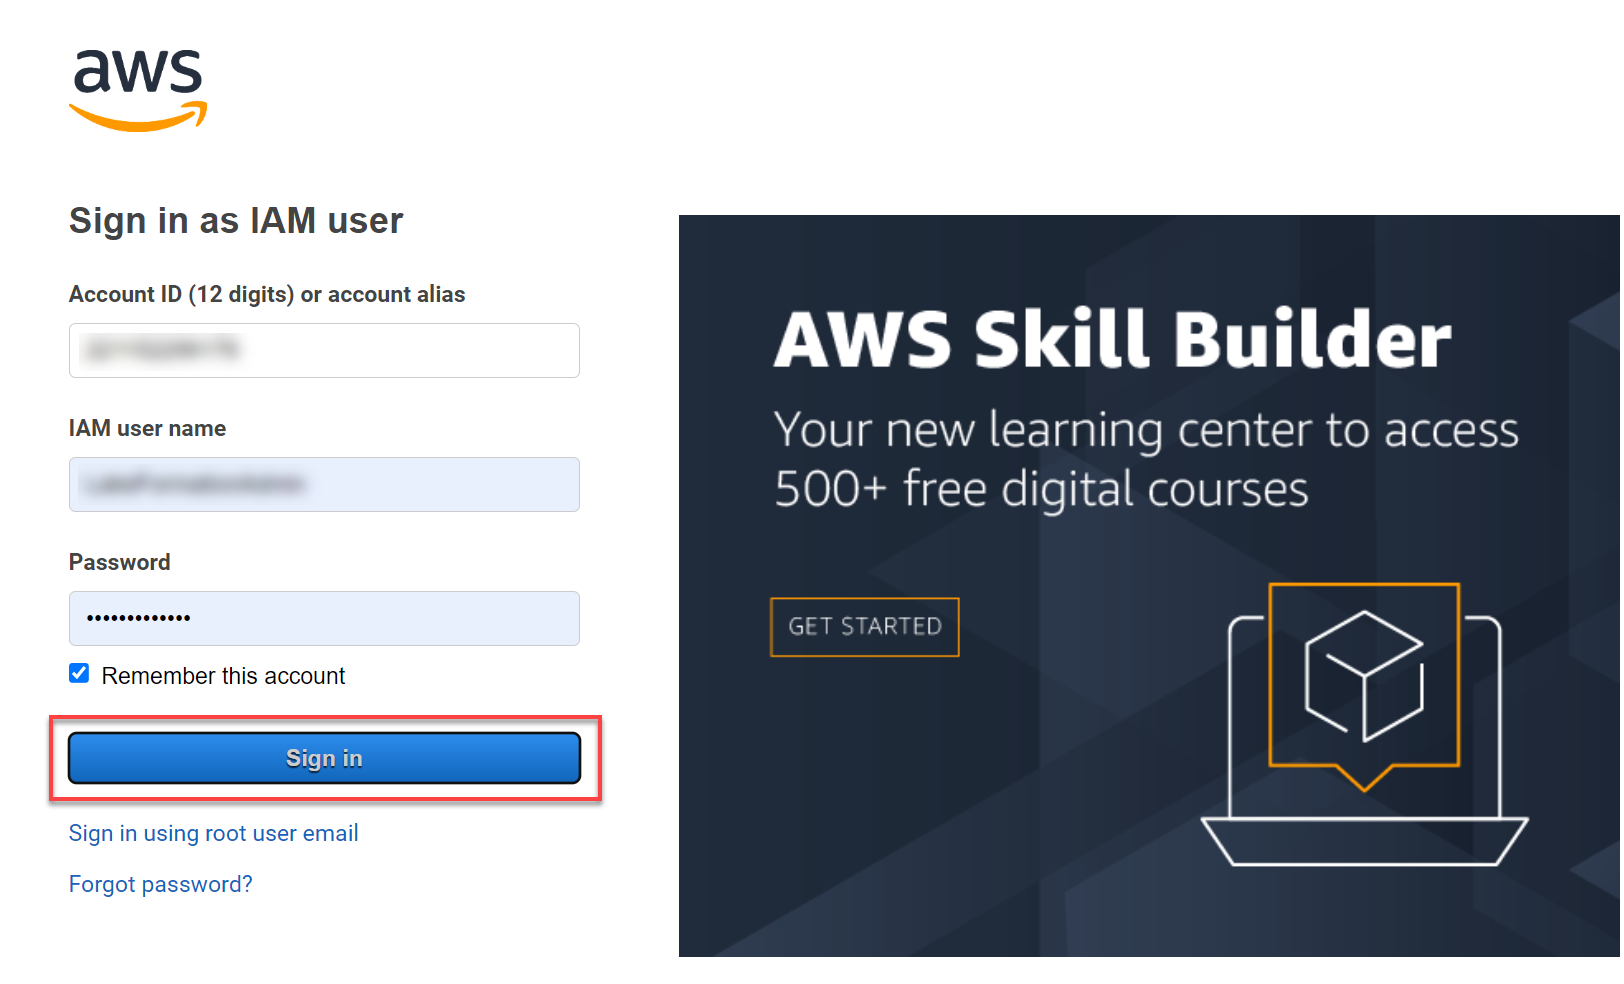 aws
Sign in as IAM user
Account ID (12 digits) or account alias
IAM user name
Password
•••••••••••••
Remember this account
Sign in
Sign in using root user email
Forgot password?
AWS Skill Builder
Your new learning center to access
500+ free digital courses
GET STARTED